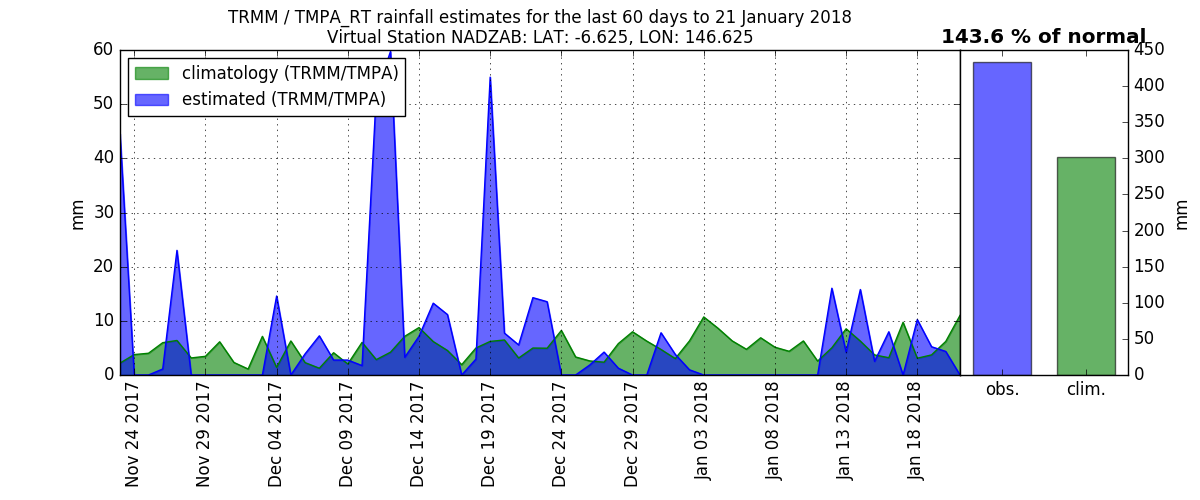 TRMM / TMPA_RT rainfall estimates for the last 60 days to 21 January 2018
Virtual Station NADZAB: LAT: -6.625, LON: 146.625
143.6 % of normal
climatology (TRMM/TMPA)
estimated (TRMM/TMPA)
60
50
40
30
20
10
0
mm
Nov 24 2017
Nov 29 2017
Dec 04 2017
Dec 09 2017
Dec 14 2017
Dec 19 2017
Dec 24 2017
Dec 29 2017
Jan 03 2018
Jan 08 2018
Jan 13 2018
Jan 18 2018
obs.
clim.
450
400
350
300
250
200
150
100
50
0
mm